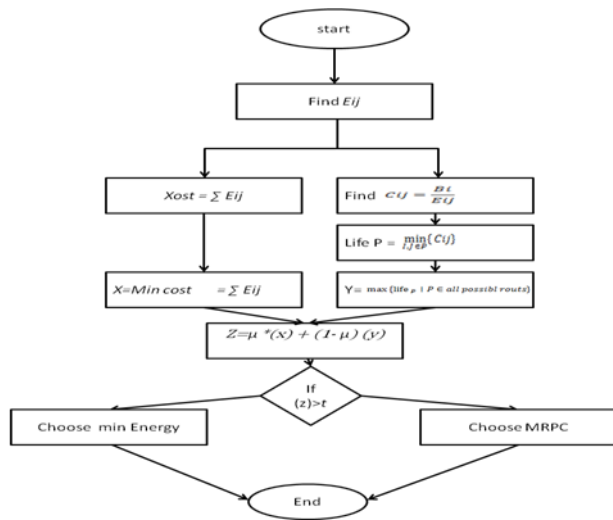 start
Find Eij
Xost = ∑ Eij
Find Cij = Bi/Eij
Life P = min i,j∈P {Cij}
X=Min cost = ∑ Eij
Y= max {life P | P ∈ all possibl routs}
Z=μ *(x) + (1- μ) (y)
If
(z)>t
Choose min Energy
Choose MRPC
End